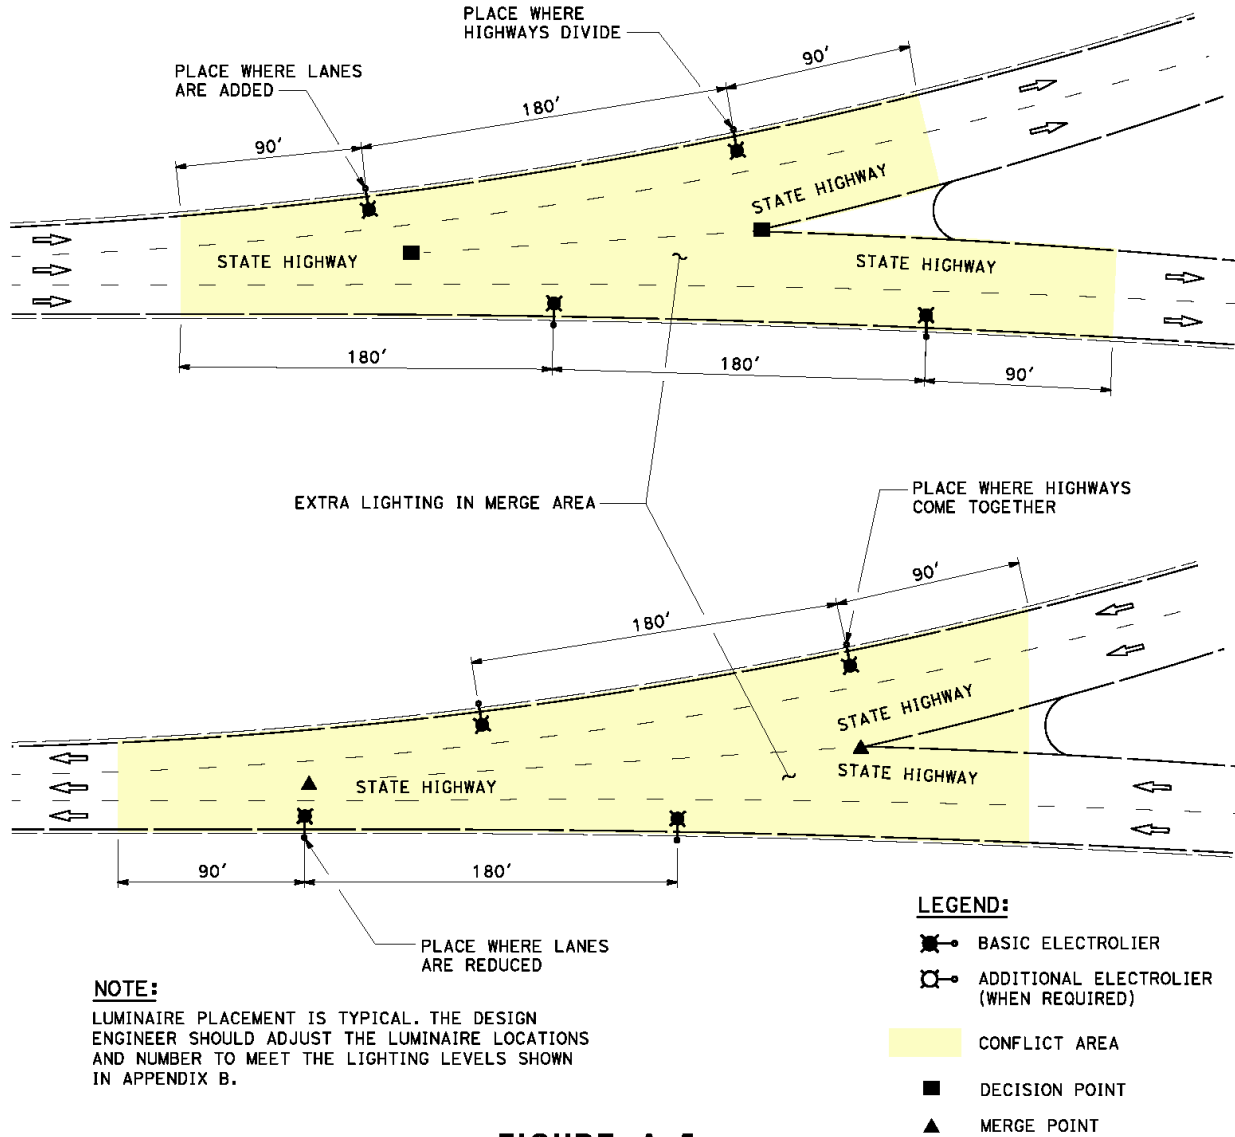 PLACE WHERE
HIGHWAYS DIVIDE
PLACE WHERE LANES
ARE ADDED
90'
180'
90'
STATE HIGHWAY
STATE HIGHWAY
STATE HIGHWAY
180'
180'
90'
EXTRA LIGHTING IN MERGE AREA
PLACE WHERE HIGHWAYS
COME TOGETHER
90'
180'
STATE HIGHWAY
STATE HIGHWAY
STATE HIGHWAY
90'
180'
PLACE WHERE LANES
ARE REDUCED
NOTE:
LUMINAIRE PLACEMENT IS TYPICAL. THE DESIGN
ENGINEER SHOULD ADJUST THE LUMINAIRE LOCATIONS
AND NUMBER TO MEET THE LIGHTING LEVELS SHOWN
IN APPENDIX B.
LEGEND:
BASIC ELECTROLIER
ADDITIONAL ELECTROLIER
(WHEN REQUIRED)
CONFLICT AREA
DECISION POINT
MERGE POINT